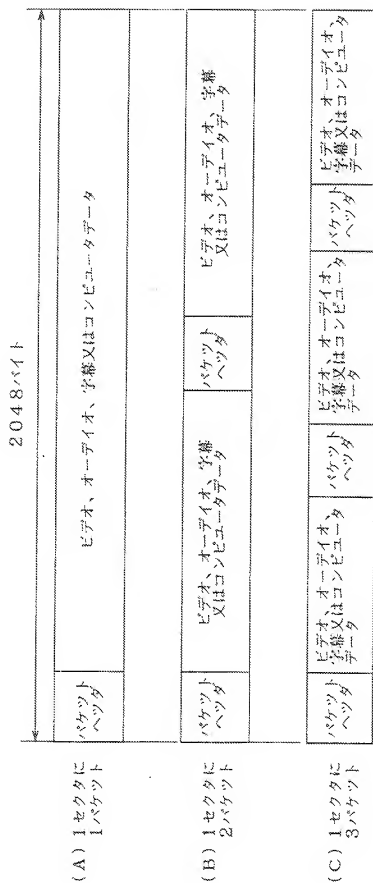 2048バイト
(A) 1セクタに
1パケット
パケット
ヘッダ
ビデオ、オーディオ、字幕又はコンピュータデータ
(B) 1セクタに
2パケット
パケット
ヘッダ
ビデオ、オーディオ、字幕
又はコンピュータデータ
パケット
ヘッダ
ビデオ、オーディオ、字幕
又はコンピュータデータ
(C) 1セクタに
3パケット
パケット
ヘッダ
ビデオ、オーディオ、
字幕又はコンピュータ
データ
パケット
ヘッダ
ビデオ、オーディオ、
字幕又はコンピュータ
データ
パケット
ヘッダ
ビデオ、オーディオ、
字幕又はコンピュータ
データ